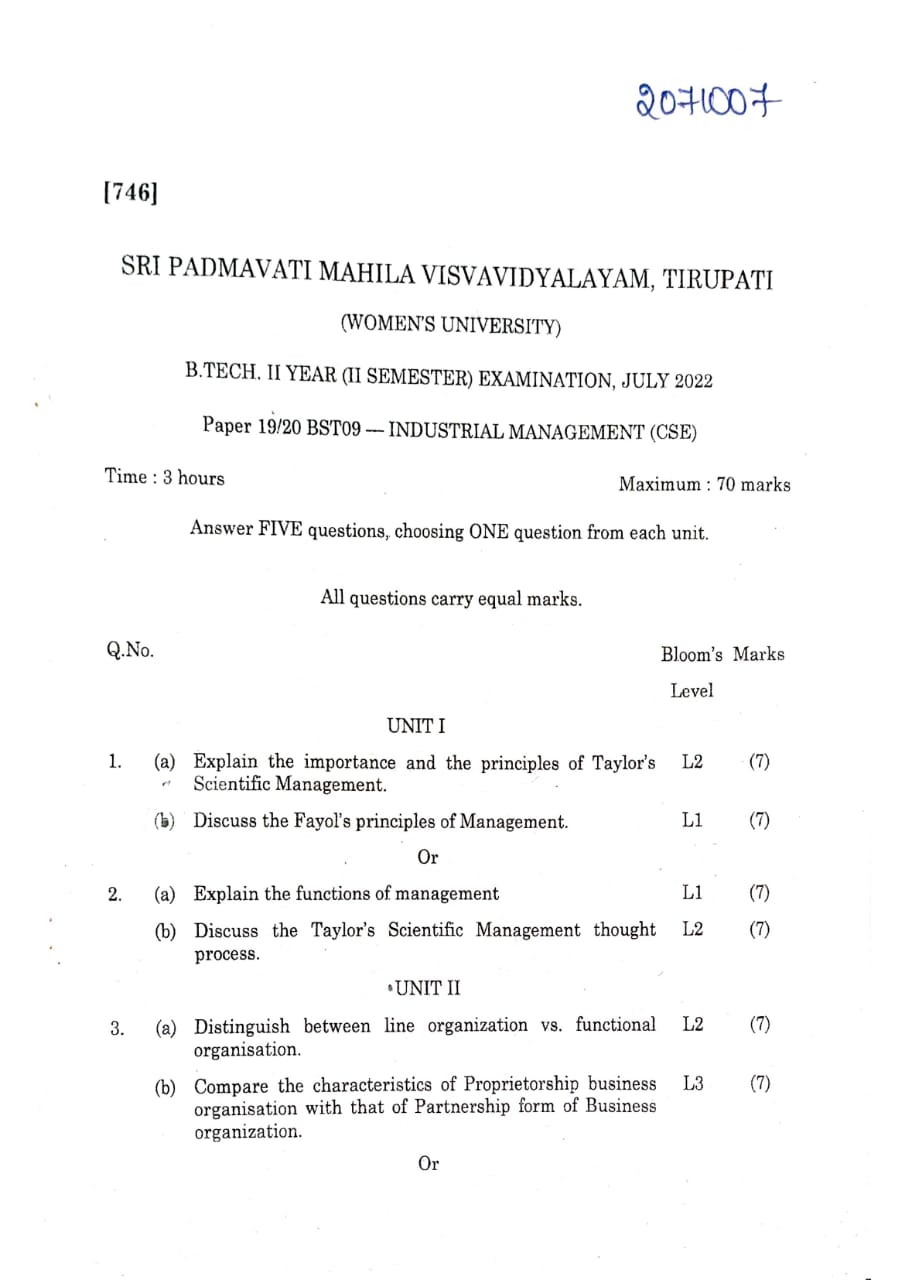 2071007
[746]
SRI PADMAVATI MAHILA VISVAVIDYALAYAM, TIRUPATI
(WOMEN'S UNIVERSITY)
B.TECH. II YEAR (II SEMESTER) EXAMINATION, JULY 2022
Paper 19/20 BST09 — INDUSTRIAL MANAGEMENT (CSE)
Time : 3 hours Maximum : 70 marks
Answer FIVE questions, choosing ONE question from each unit.
All questions carry equal marks.
Q.No. Bloom's Marks
Level
UNIT I
1. (a) Explain the importance and the principles of Taylor's L2 (7)
Scientific Management.
(b) Discuss the Fayol's principles of Management. L1 (7)
Or
2. (a) Explain the functions of management L1 (7)
(b) Discuss the Taylor's Scientific Management thought L2 (7)
process.
UNIT II
3. (a) Distinguish between line organization vs. functional L2 (7)
organisation.
(b) Compare the characteristics of Proprietorship business L3 (7)
organisation with that of Partnership form of Business
organization.
Or